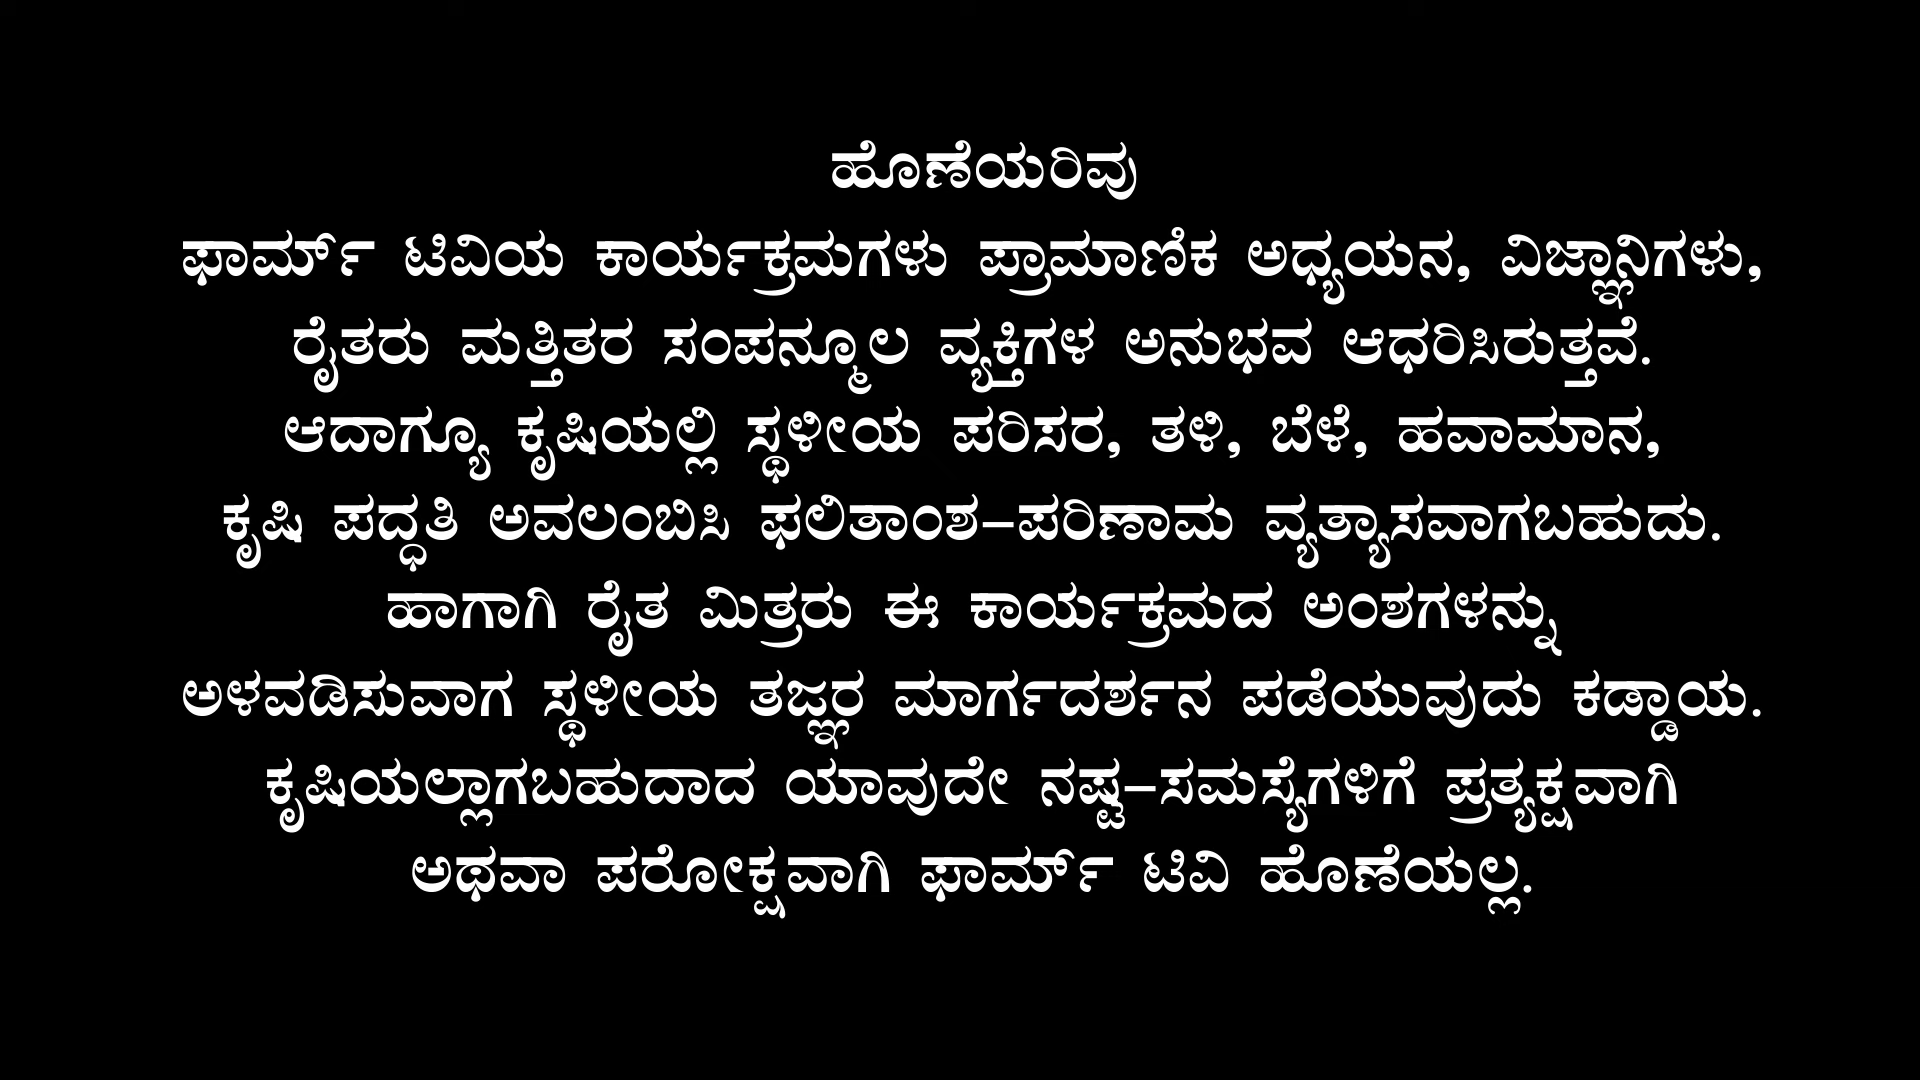 ಹೊಣೆಯರಿವು
ಫಾರ್ಮ್ ಟಿವಿಯ ಕಾರ್ಯಕ್ರಮಗಳು ಪ್ರಾಮಾಣಿಕ ಅಧ್ಯಯನ, ವಿಜ್ಞಾನಿಗಳು,
ರೈತರು ಮತ್ತಿತರ ಸಂಪನ್ಮೂಲ ವ್ಯಕ್ತಿಗಳ ಅನುಭವ ಆಧರಿಸಿರುತ್ತವೆ.
ಆದಾಗ್ಯೂ ಕೃಷಿಯಲ್ಲಿ ಸ್ಥಳೀಯ ಪರಿಸರ, ತಳಿ, ಬೆಳೆ, ಹವಾಮಾನ,
ಕೃಷಿ ಪದ್ಧತಿ ಅವಲಂಬಿಸಿ ಫಲಿತಾಂಶ–ಪರಿಣಾಮ ವ್ಯತ್ಯಾಸವಾಗಬಹುದು.
ಹಾಗಾಗಿ ರೈತ ಮಿತ್ರರು ಈ ಕಾರ್ಯಕ್ರಮದ ಅಂಶಗಳನ್ನು
ಅಳವಡಿಸುವಾಗ ಸ್ಥಳೀಯ ತಜ್ಞರ ಮಾರ್ಗದರ್ಶನ ಪಡೆಯುವುದು ಕಡ್ಡಾಯ.
ಕೃಷಿಯಲ್ಲಾಗಬಹುದಾದ ಯಾವುದೇ ನಷ್ಟ–ಸಮಸ್ಯೆಗಳಿಗೆ ಪ್ರತ್ಯಕ್ಷವಾಗಿ
ಅಥವಾ ಪರೋಕ್ಷವಾಗಿ ಫಾರ್ಮ್ ಟಿವಿ ಹೊಣೆಯಲ್ಲ.